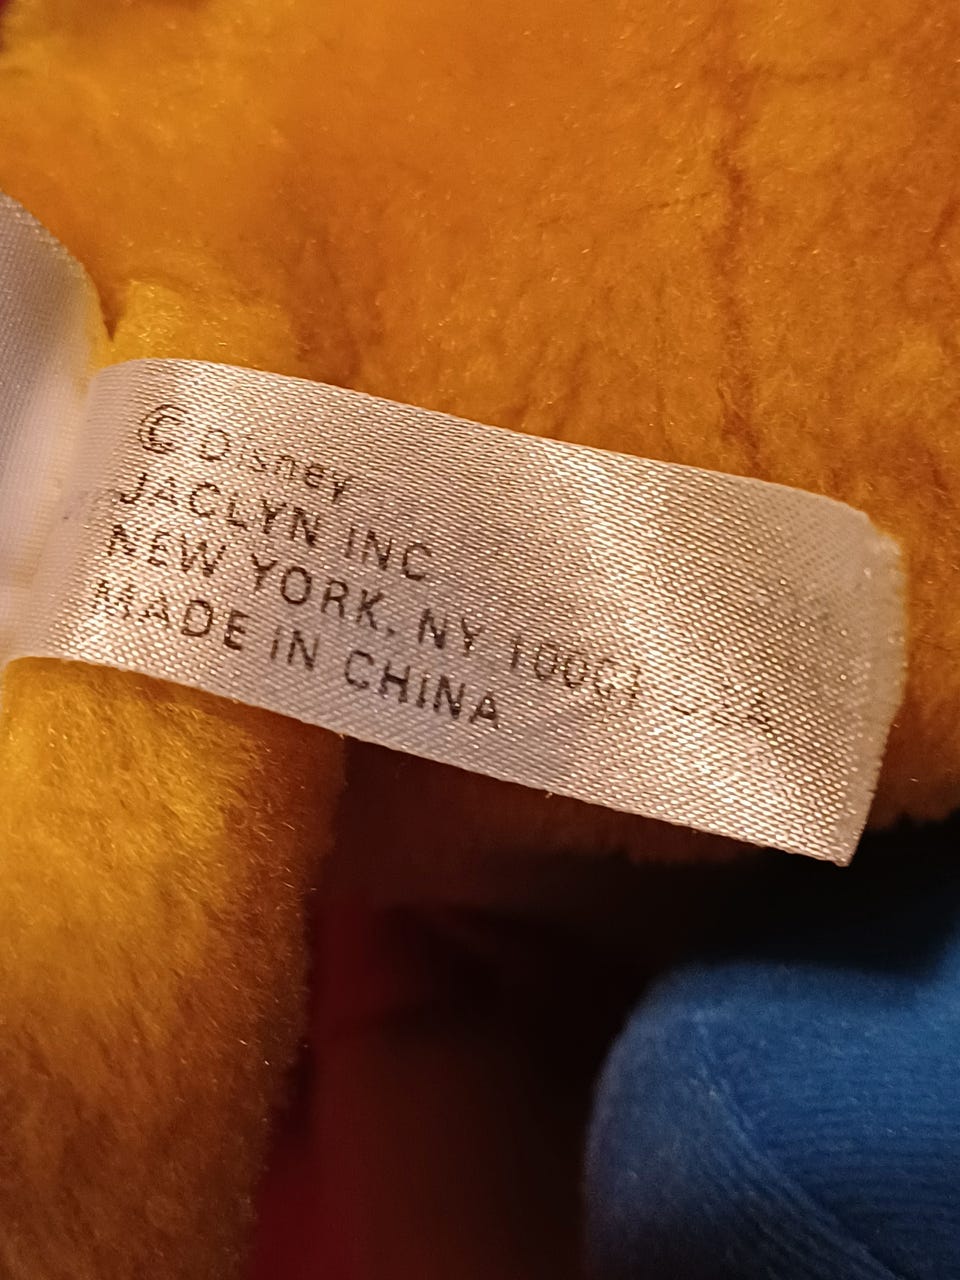 © Disney
JACLYN INC
NEW YORK, NY
MADE IN CHINA